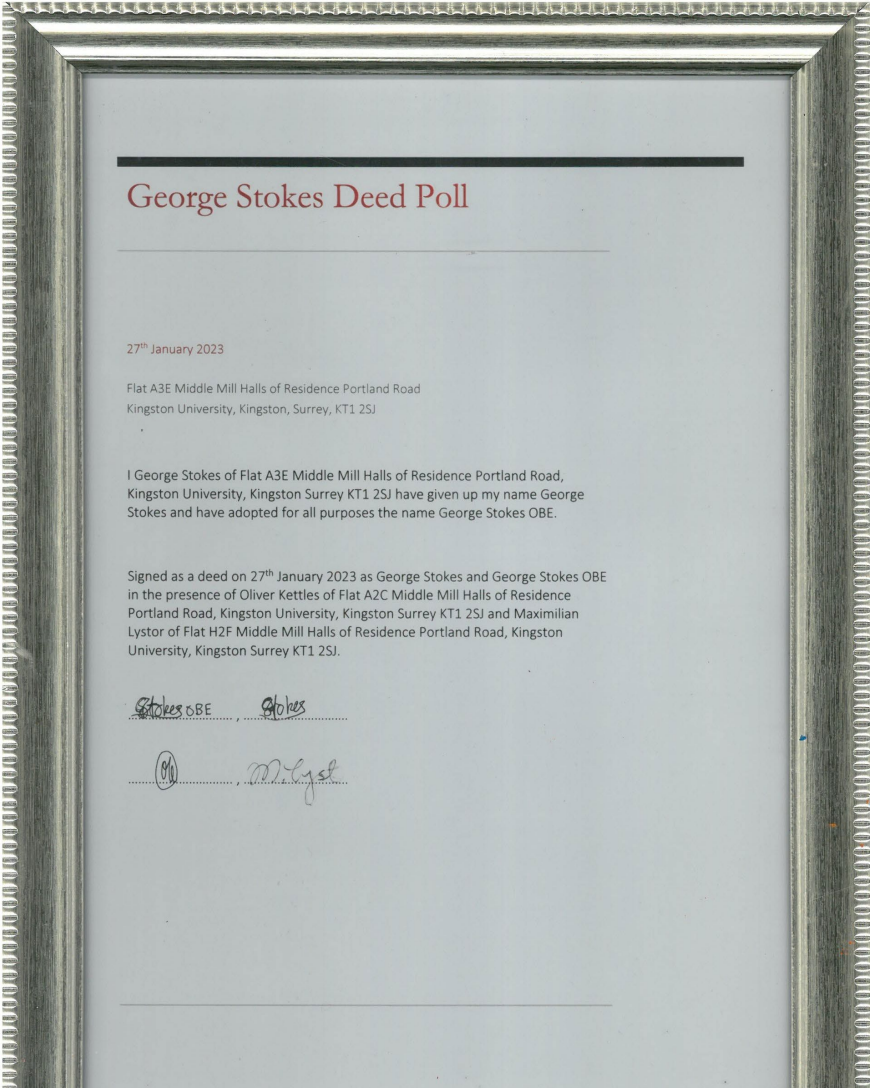 George Stokes Deed Poll
27th January 2023
Flat A3E Middle Mill Halls of Residence Portland Road
Kingston University, Kingston, Surrey, KT1 2SJ
I George Stokes of Flat A3E Middle Mill Halls of Residence Portland Road,
Kingston University, Kingston Surrey KT1 2SJ have given up my name George
Stokes and have adopted for all purposes the name George Stokes OBE.
Signed as a deed on 27th January 2023 as George Stokes and George Stokes OBE
in the presence of Oliver Kettles of Flat A2C Middle Mill Halls of Residence
Portland Road, Kingston University, Kingston Surrey KT1 2SJ and Maximilian
Lystor of Flat H2F Middle Mill Halls of Residence Portland Road, Kingston
University, Kingston Surrey KT1 2SJ.
Stokes OBE , Stokes
, M. Lyst